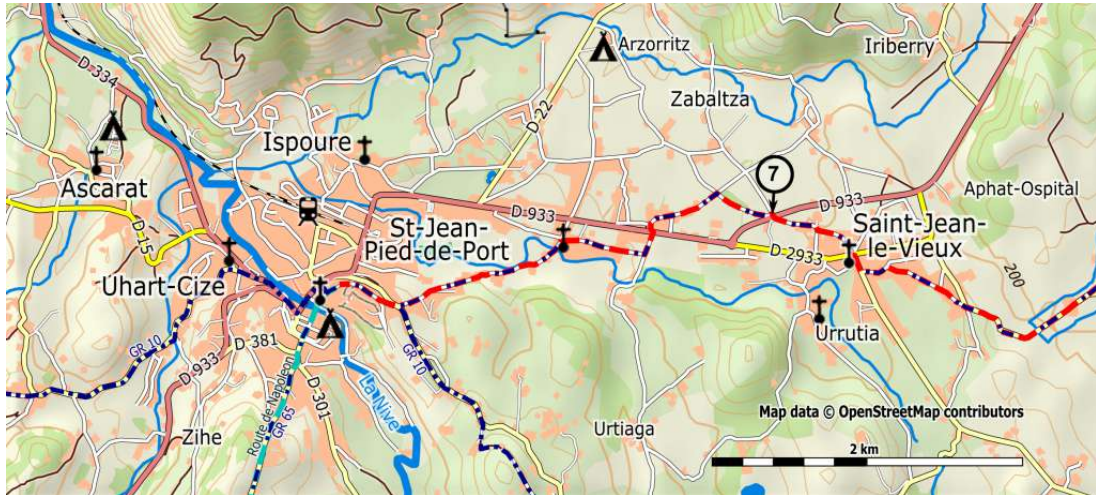 Arzorritz
Iriberry
D 334
D 22
Zabaltza
Ispoure
7
Ascarat
Aphat-Ospital
D 933
D 933
St-Jean-
Pied-de-Port
Saint-Jean-
le-Vieux
D 15
D 2933
Uhart-Cize
200
Urrutia
GR 10
D 933
D 381
GR 10
Route de Napoleon
GR 65
D-301
La Nive
Map data © OpenStreetMap contributors
Zihe
Urtiaga
2 km